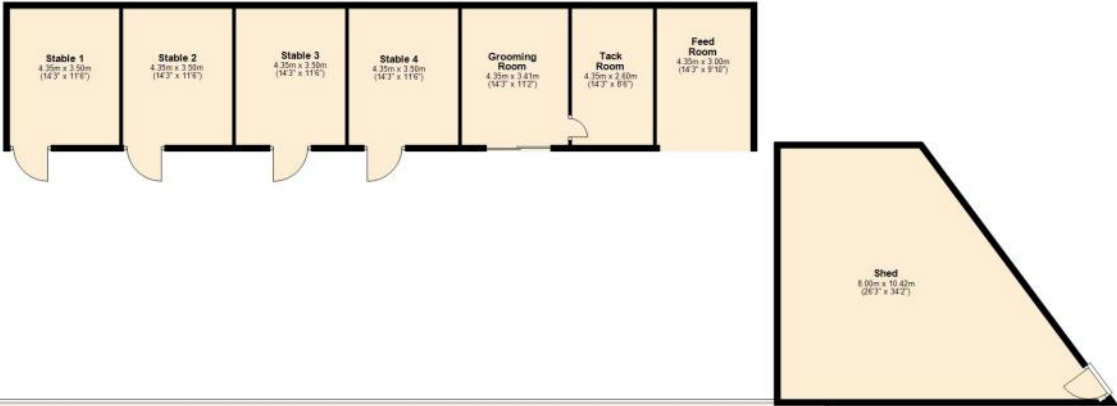 Stable 1
4.35m x 3.50m
(14'3" x 11'6")
Stable 2
4.35m x 3.50m
(14'3" x 11'6")
Stable 3
4.35m x 3.50m
(14'3" x 11'6")
Stable 4
4.35m x 3.50m
(14'3" x 11'6")
Grooming
Room
4.35m x 3.41m
(14'3" x 11'2")
Tack
Room
4.35m x 2.60m
(14'3" x 8'6")
Feed
Room
4.35m x 3.00m
(14'3" x 9'10")
Shed
8.00m x 10.42m
(26'3" x 34'2")